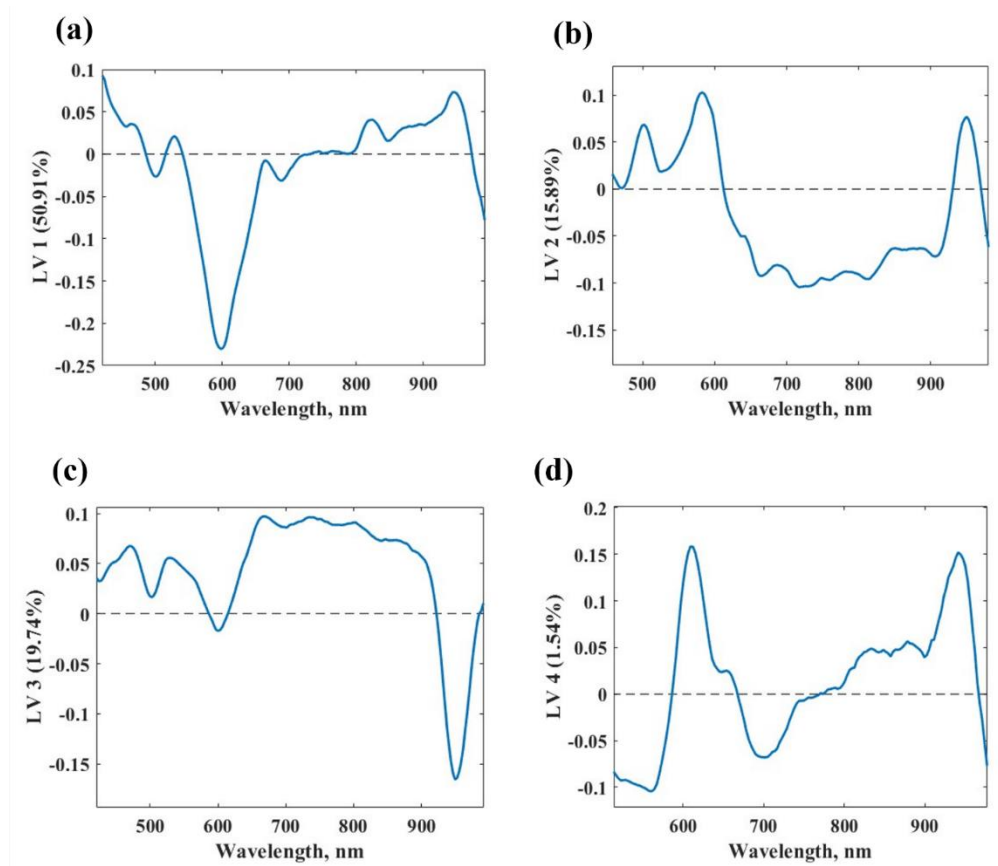 (a)
LV 1 (50.91%)
0.1
0.05
0
-0.05
-0.1
-0.15
-0.2
-0.25
500 600 700 800 900
Wavelength, nm
(b)
LV 2 (15.89%)
0.1
0.05
0
-0.05
-0.1
-0.15
500 600 700 800 900
Wavelength, nm
(c)
LV 3 (19.74%)
0.1
0.05
0
-0.05
-0.1
-0.15
500 600 700 800 900
Wavelength, nm
(d)
LV 4 (1.54%)
0.2
0.15
0.1
0.05
0
-0.05
-0.1
600 700 800 900
Wavelength, nm